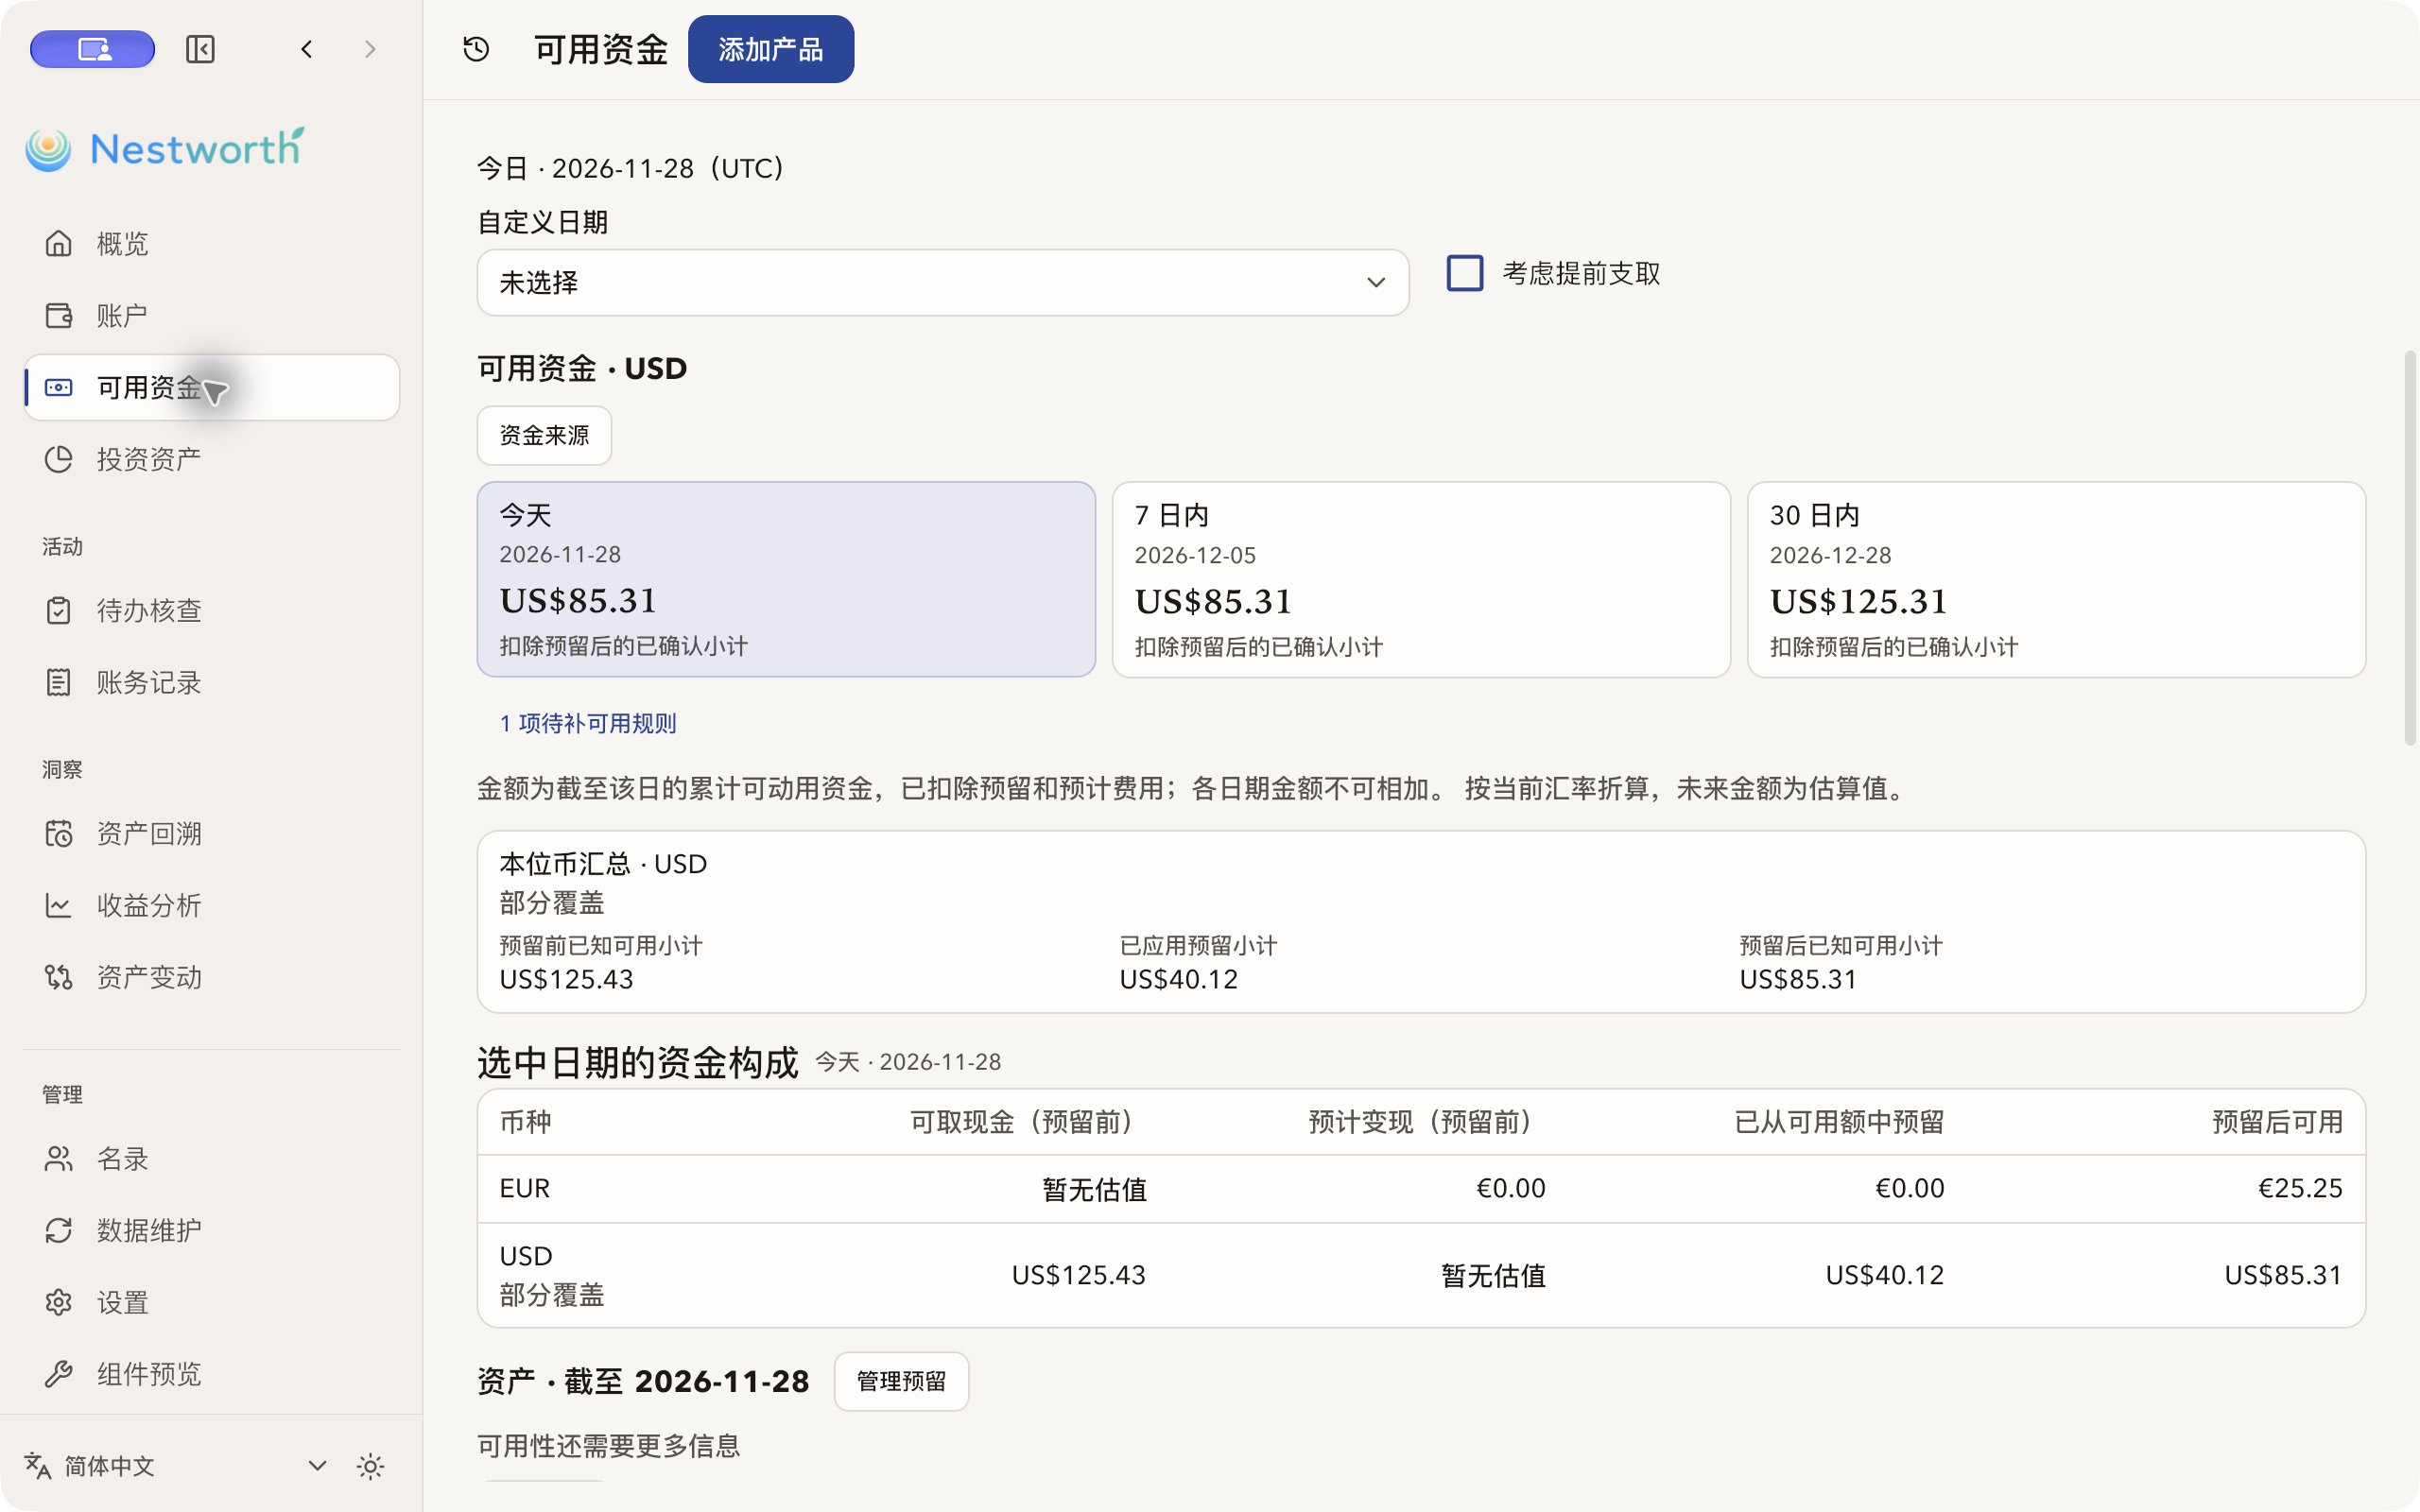 可用资金
添加产品
Nestworth
概览
账户
可用资金
投资资产
活动
待办核查
账务记录
洞察
资产回溯
收益分析
资产变动
管理
名录
数据维护
设置
组件预览
简体中文
今日 · 2026-11-28（UTC）
自定义日期
未选择
考虑提前支取
可用资金 · USD
资金来源
今天
2026-11-28
US$85.31
扣除预留后的已确认小计
7 日内
2026-12-05
US$85.31
扣除预留后的已确认小计
30 日内
2026-12-28
US$125.31
扣除预留后的已确认小计
1 项待补可用规则
金额为截至该日的累计可动用资金，已扣除预留和预计费用；各日期金额不可相加。 按当前汇率折算，未来金额为估算值。
本位币汇总 · USD
部分覆盖
预留前已知可用小计
US$125.43
已应用预留小计
US$40.12
预留后已知可用小计
US$85.31
选中日期的资金构成 今天 · 2026-11-28
币种 可取现金（预留前） 预计变现（预留前） 已从可用额中预留 预留后可用
EUR 暂无估值 €0.00 €0.00 €25.25
USD
部分覆盖
US$125.43 暂无估值 US$40.12 US$85.31
资产 · 截至 2026-11-28
管理预留
可用性还需要更多信息